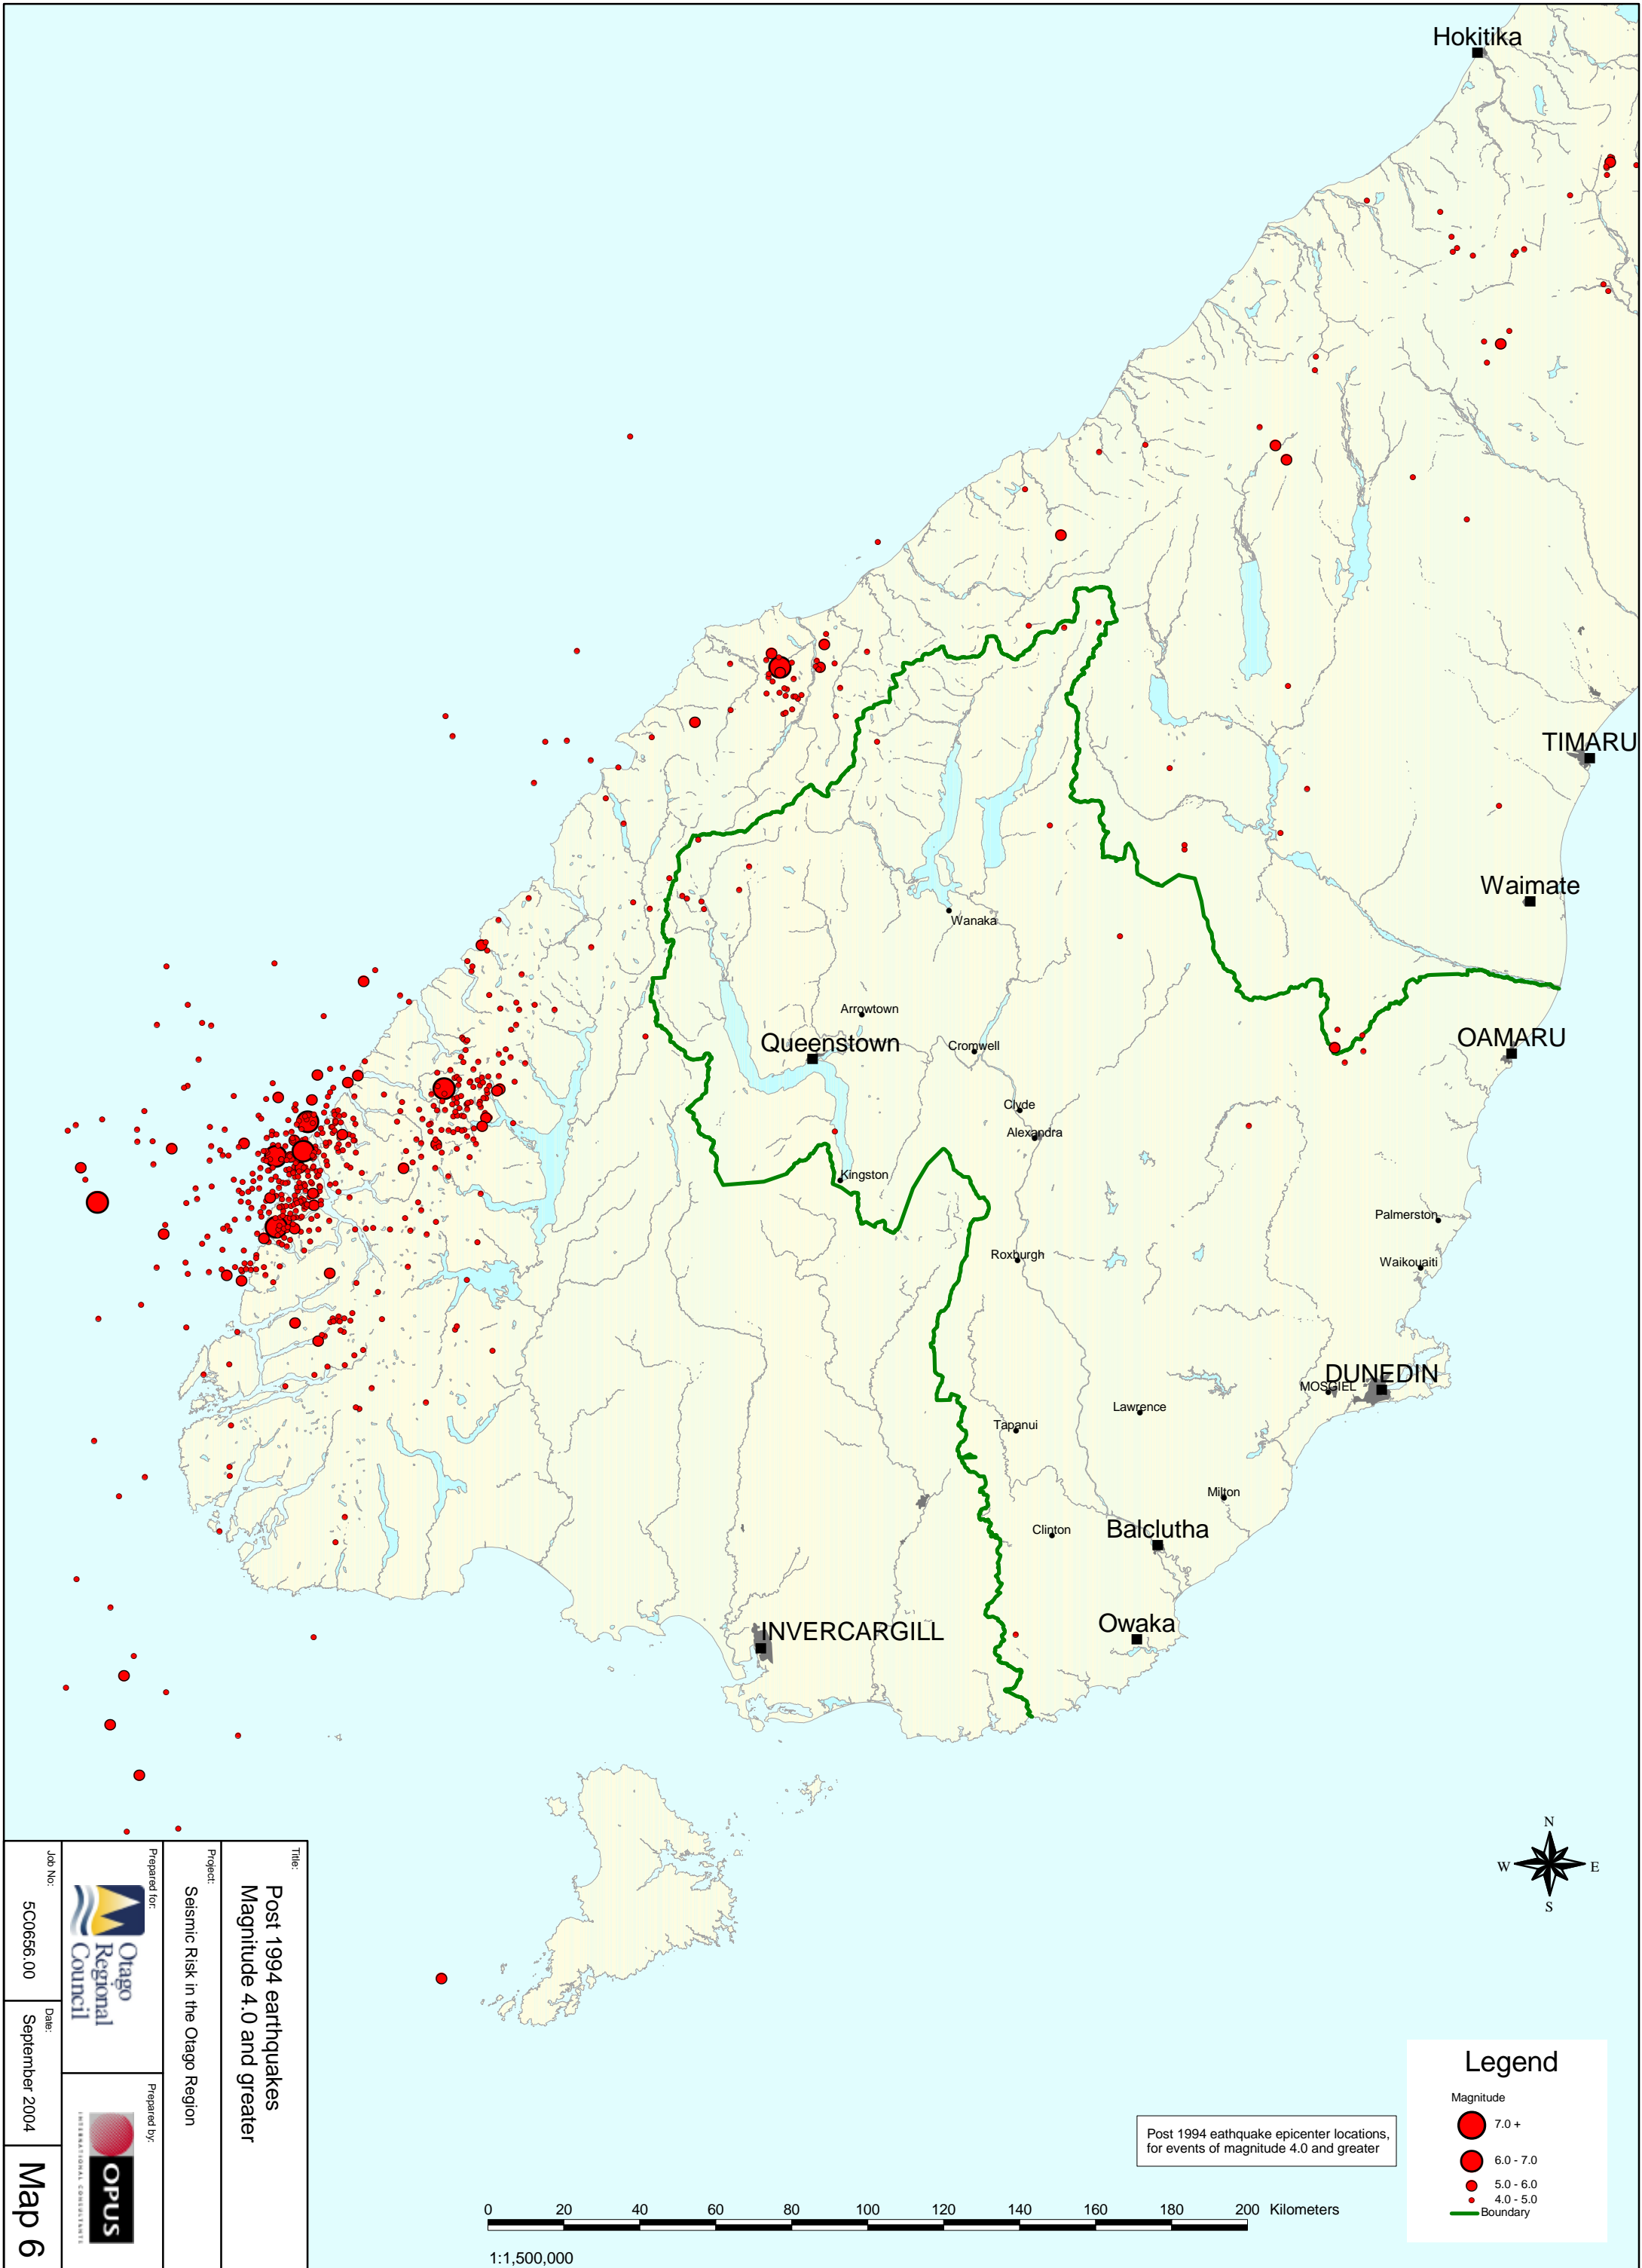 Hokitika
TIMARU
Waimate
Wanaka
Arrowtown
Queenstown
Cromwell
OAMARU
Clyde
Alexandra
Kingston
Palmerston
Roxburgh
Waikouaiti
DUNEDIN
MOSGIEL
Lawrence
Tapanui
Milton
Clinton
Balclutha
Owaka
INVERCARGILL
N
W E
S
Title:
Post 1994 earthquakes
Magnitude 4.0 and greater
Project:
Seismic Risk in the Otago Region
Prepared for:
Otago
Regional
Council
Prepared by:
OPUS
INTERNATIONAL CONSULTANTS
Job No:
5C0656.00
Date:
September 2004
Map 6
Post 1994 eathquake epicenter locations,
for events of magnitude 4.0 and greater
Legend
Magnitude
7.0 +
6.0 - 7.0
5.0 - 6.0
4.0 - 5.0
Boundary
0 20 40 60 80 100 120 140 160 180 200 Kilometers
1:1,500,000